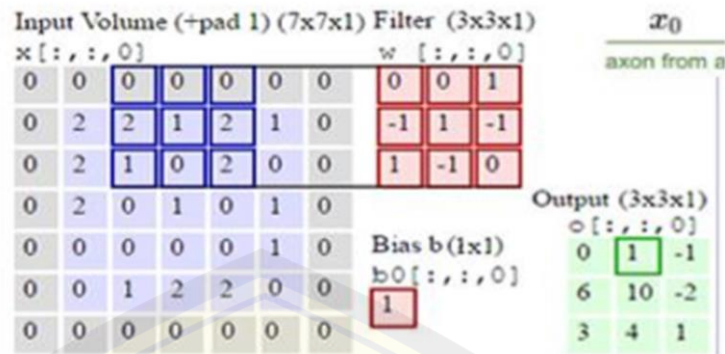 Input Volume (+pad 1) (7x7x1) Filter (3x3x1)
x[:,:,0] w [:,:,0]
0 0 0 0 0 0 0 0 0 1
0 2 2 1 2 1 0 -1 1 -1
0 2 1 0 2 0 0 1 -1 0
0 2 0 1 0 1 0
0 0 0 0 0 1 0
0 0 1 2 2 0 0
0 0 0 0 0 0 0
Bias b(1x1)
b0[:,:,0]
1
x0
axon from a
Output (3x3x1)
o[:,:,0]
0 1 -1
6 10 -2
3 4 1